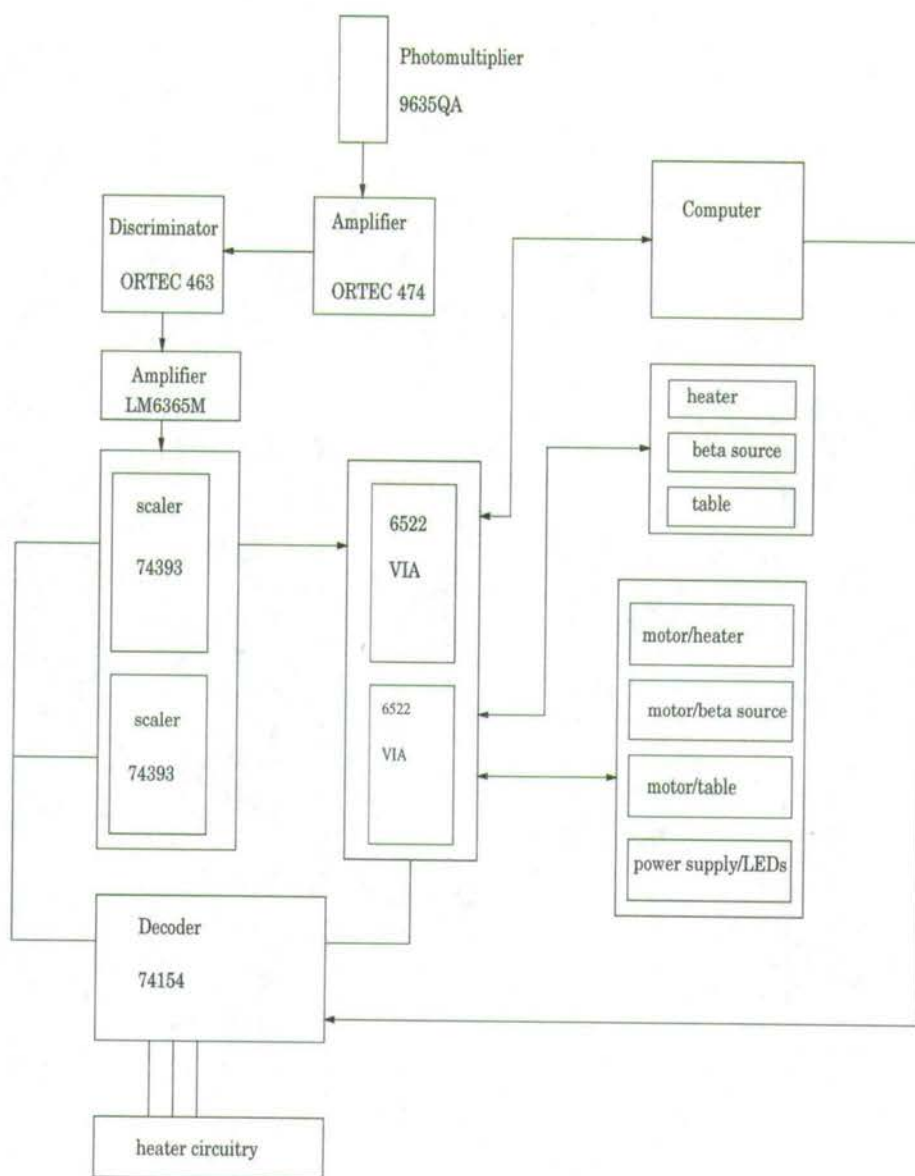 Photomultiplier
9635QA
Discriminator
ORTEC 463
Amplifier
ORTEC 474
Computer
Amplifier
LM6365M
heater
beta source
table
scaler
74393
scaler
74393
6522
VIA
6522
VIA
motor/heater
motor/beta source
motor/table
power supply/LEDs
Decoder
74154
heater circuitry